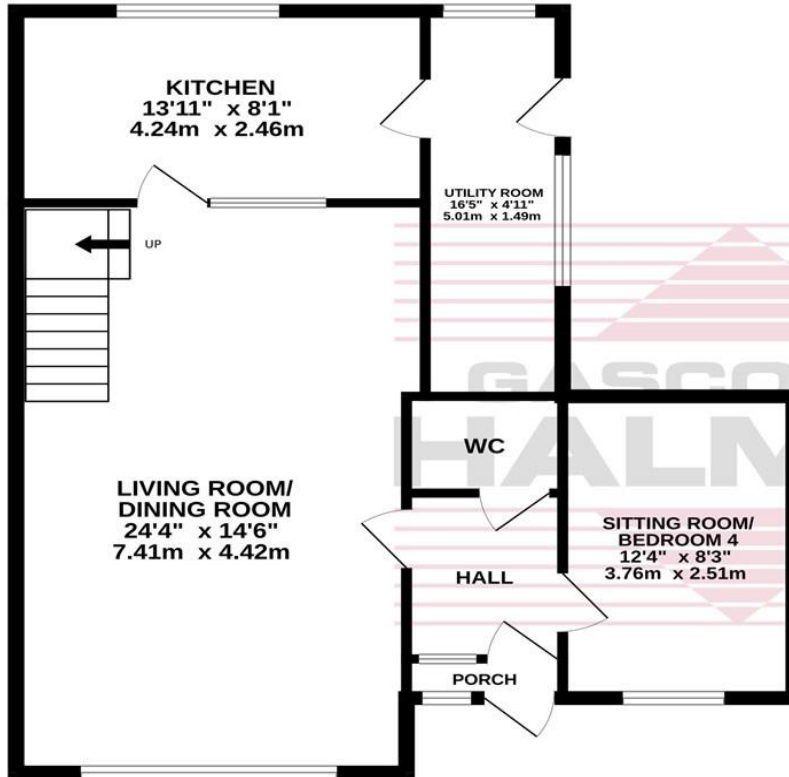 KITCHEN
13'11" x 8'1"
4.24m x 2.46m
UTILITY ROOM
16'5" x 4'11"
5.01m x 1.49m
UP
GASCO
HALM
WC
LIVING ROOM/
DINING ROOM
24'4" x 14'6"
7.41m x 4.42m
SITTING ROOM/
BEDROOM 4
12'4" x 8'3"
3.76m x 2.51m
HALL
PORCH